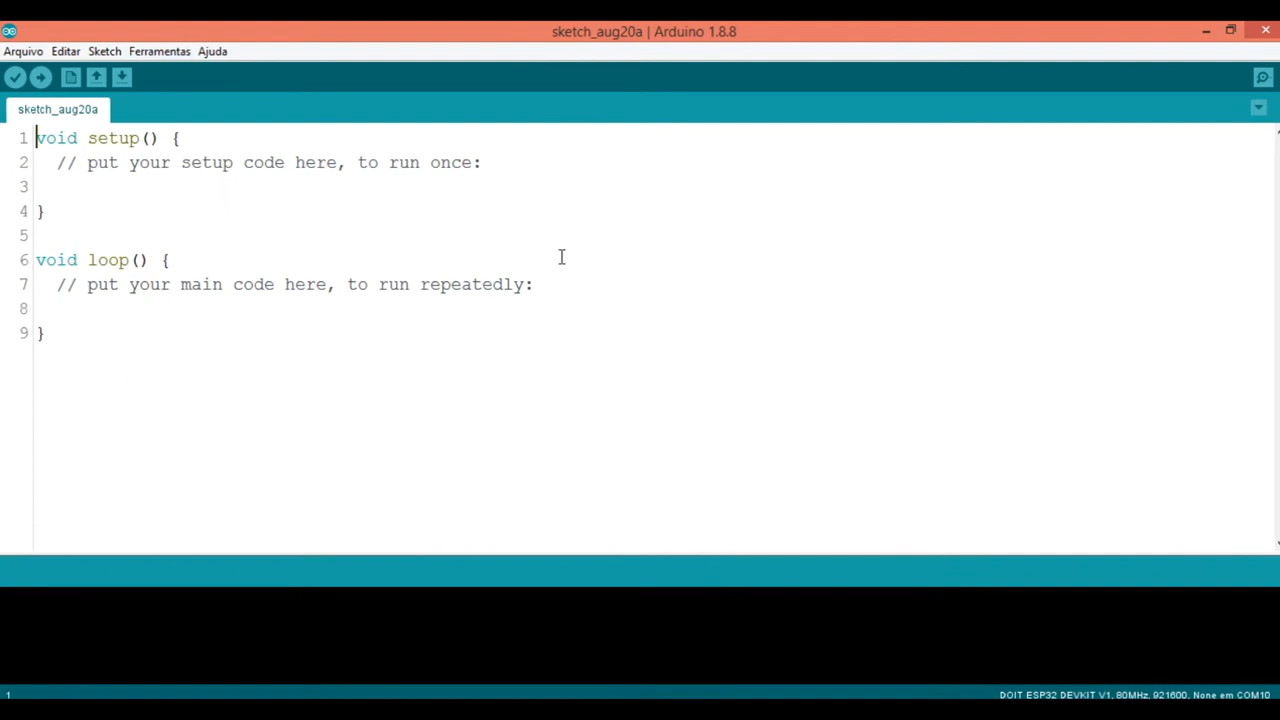 sketch_aug20a | Arduino 1.8.8
Arquivo Editar Sketch Ferramentas Ajuda
sketch_aug20a
1 void setup() {
2 // put your setup code here, to run once:
3
4 }
5
6 void loop() {
7 // put your main code here, to run repeatedly:
8
9 }
1 DOIT ESP32 DEVKIT V1, 80MHz, 921600, None em COM10